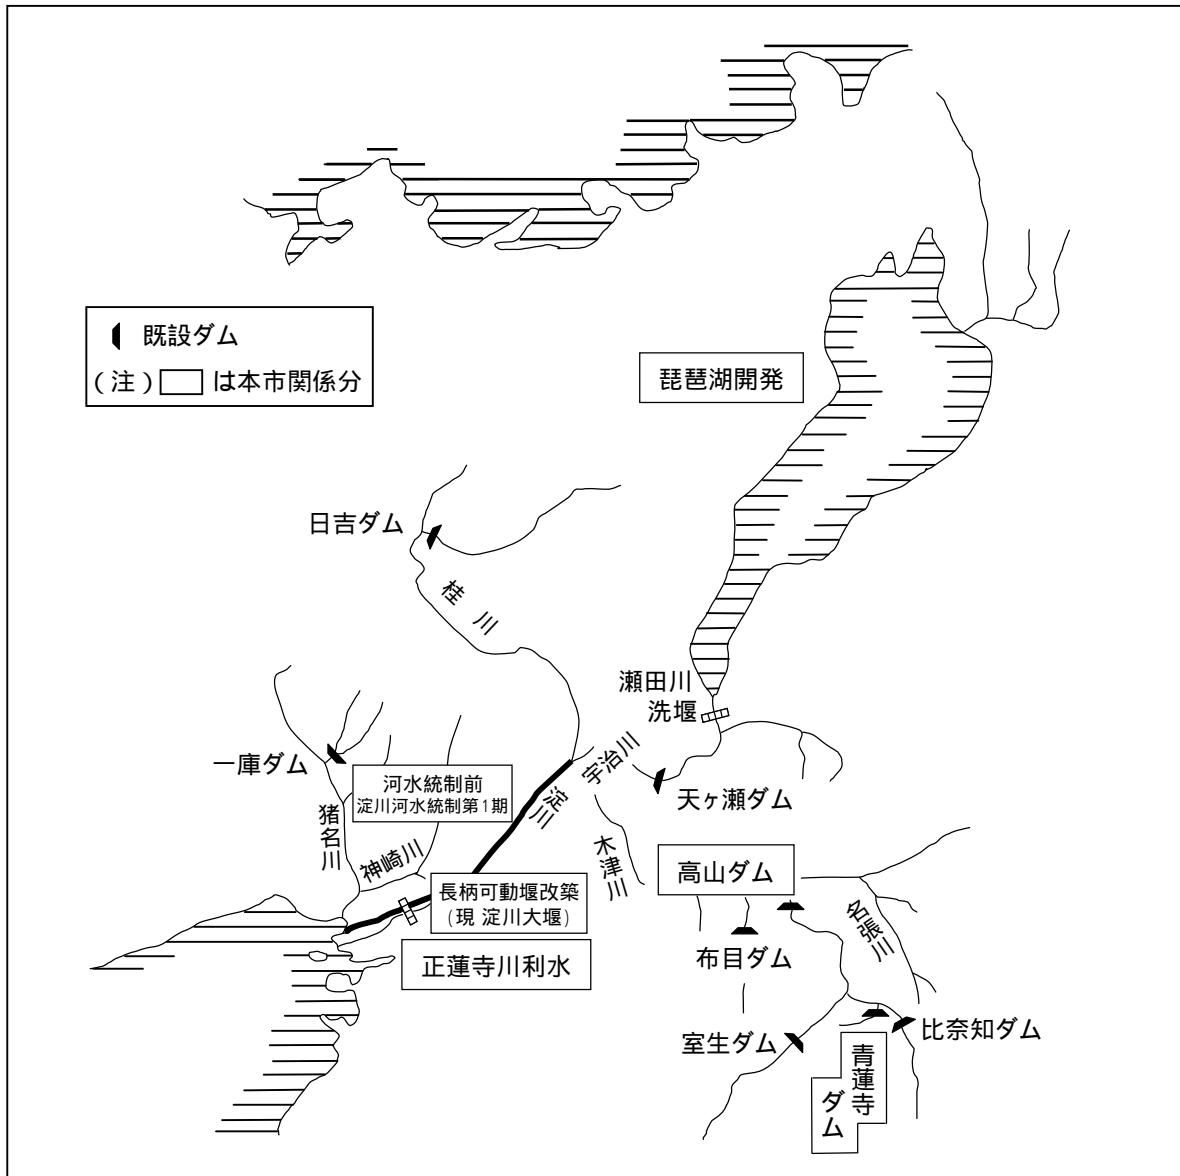 既設ダム
(注)□は本市関係分
琵琶湖開発
日吉ダム
桂川
瀬田川
洗堰
宇治川
一庫ダム
河水統制前
淀川河水統制第1期
淀川
天ヶ瀬ダム
猪名川
神崎川
木津川
高山ダム
長柄可動堰改築
(現 淀川大堰)
名張川
布目ダム
正蓮寺川利水
室生ダム
比奈知ダム
青蓮寺
ダム